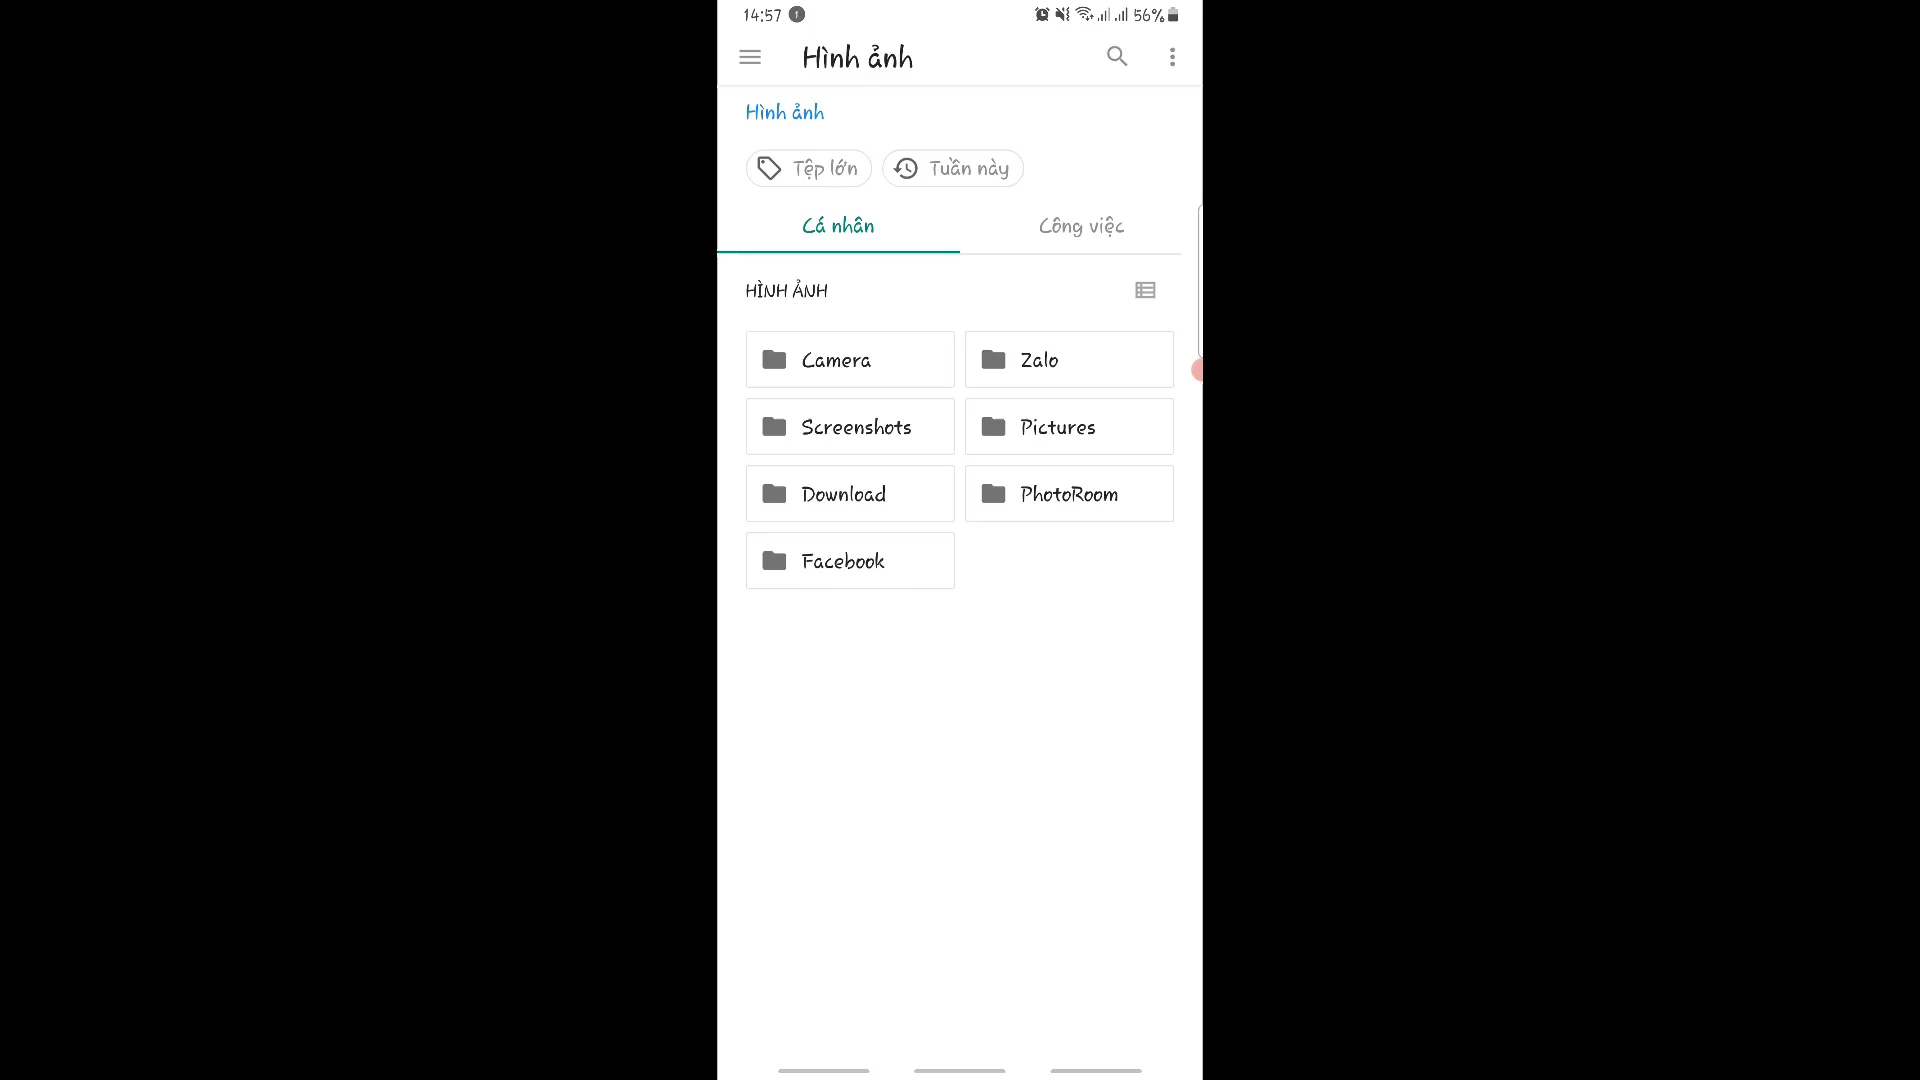 14:57 56%
Hình ảnh
Hình ảnh
Tệp lớn Tuần này
Cá nhân Công việc
HÌNH ẢNH
Camera Zalo
Screenshots Pictures
Download PhotoRoom
Facebook